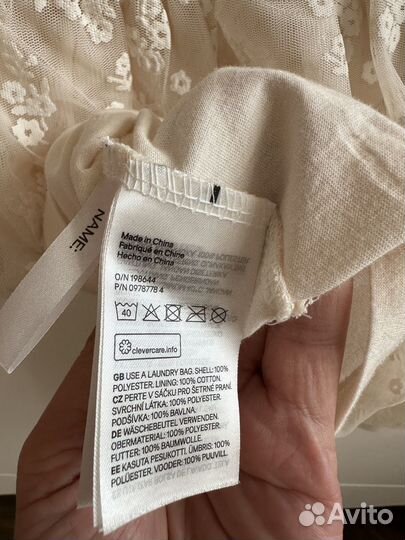 NAME:
Made in China
Fabriqué en Chine
Hecho en China
O/N 198644
P/N 0978778 4
40
clevercare.info
GB USE A LAUNDRY BAG. SHELL: 100%
POLYESTER. LINING: 100% COTTON.
CZ PERTE V SÁČKU PRO ŠETRNÉ PRANÍ.
SVRCHNÍ LÁTKA: 100% POLYESTER.
PODŠÍVKA: 100% BAVLNA.
DE WÄSCHEBEUTEL VERWENDEN.
OBERMATERIAL: 100% POLYESTER.
FUTTER: 100% BAUMWOLLE.
EE KASUTA PESUKOTTI. ÜMBRIS: 100%
POLÜESTER. VOODER: 100% PUUVILL.
Avito